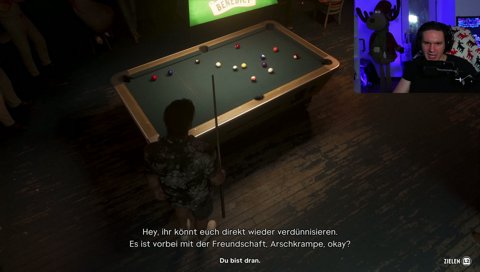 BENEDICT
Hey, ihr könnt euch direkt wieder verdünnisieren.
Es ist vorbei mit der Freundschaft, Arschkrampe, okay?
Du bist dran.
ZIELEN